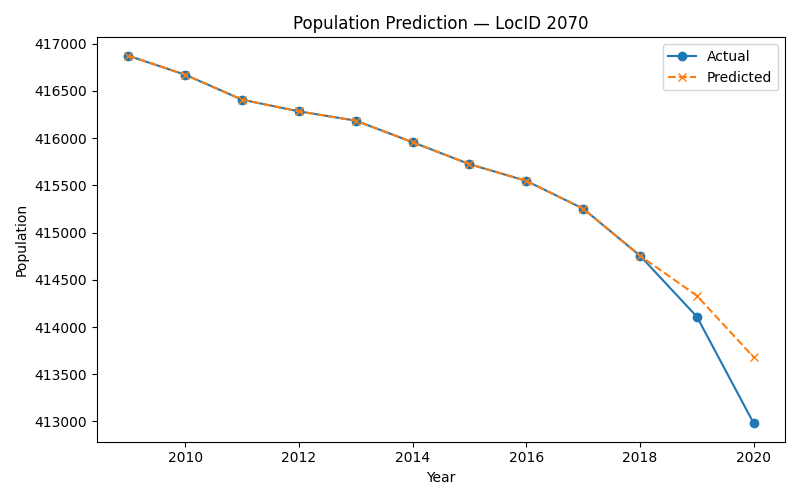 Population Prediction — LocID 2070
Actual
Predicted
417000
416500
416000
415500
415000
414500
414000
413500
413000
Population
2010 2012 2014 2016 2018 2020
Year